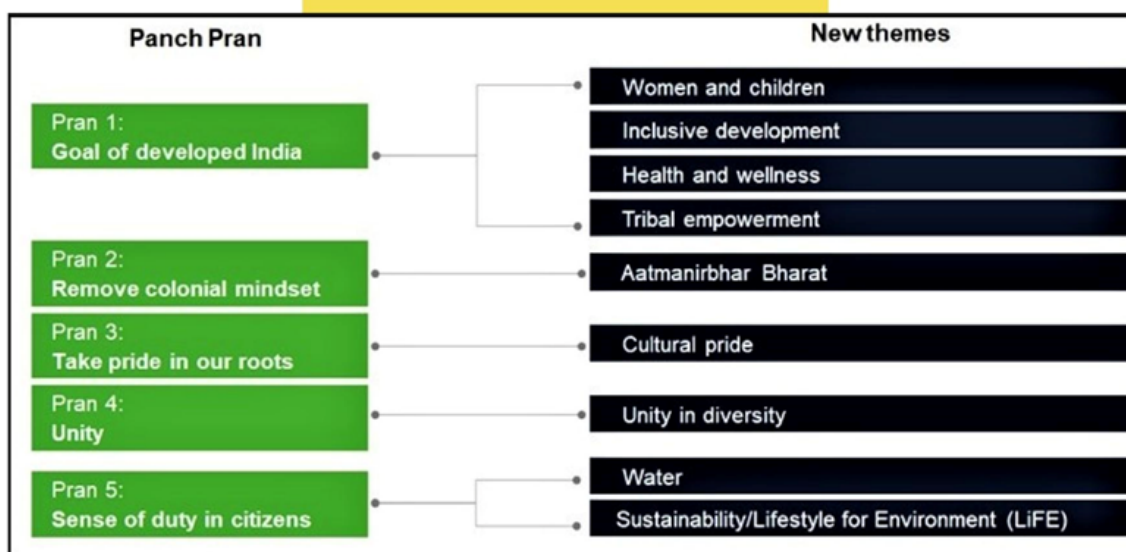 Panch Pran
New themes
Pran 1:
Goal of developed India
Women and children
Inclusive development
Health and wellness
Tribal empowerment
Pran 2:
Remove colonial mindset
Aatmanirbhar Bharat
Pran 3:
Take pride in our roots
Cultural pride
Pran 4:
Unity
Unity in diversity
Pran 5:
Sense of duty in citizens
Water
Sustainability/Lifestyle for Environment (LiFE)